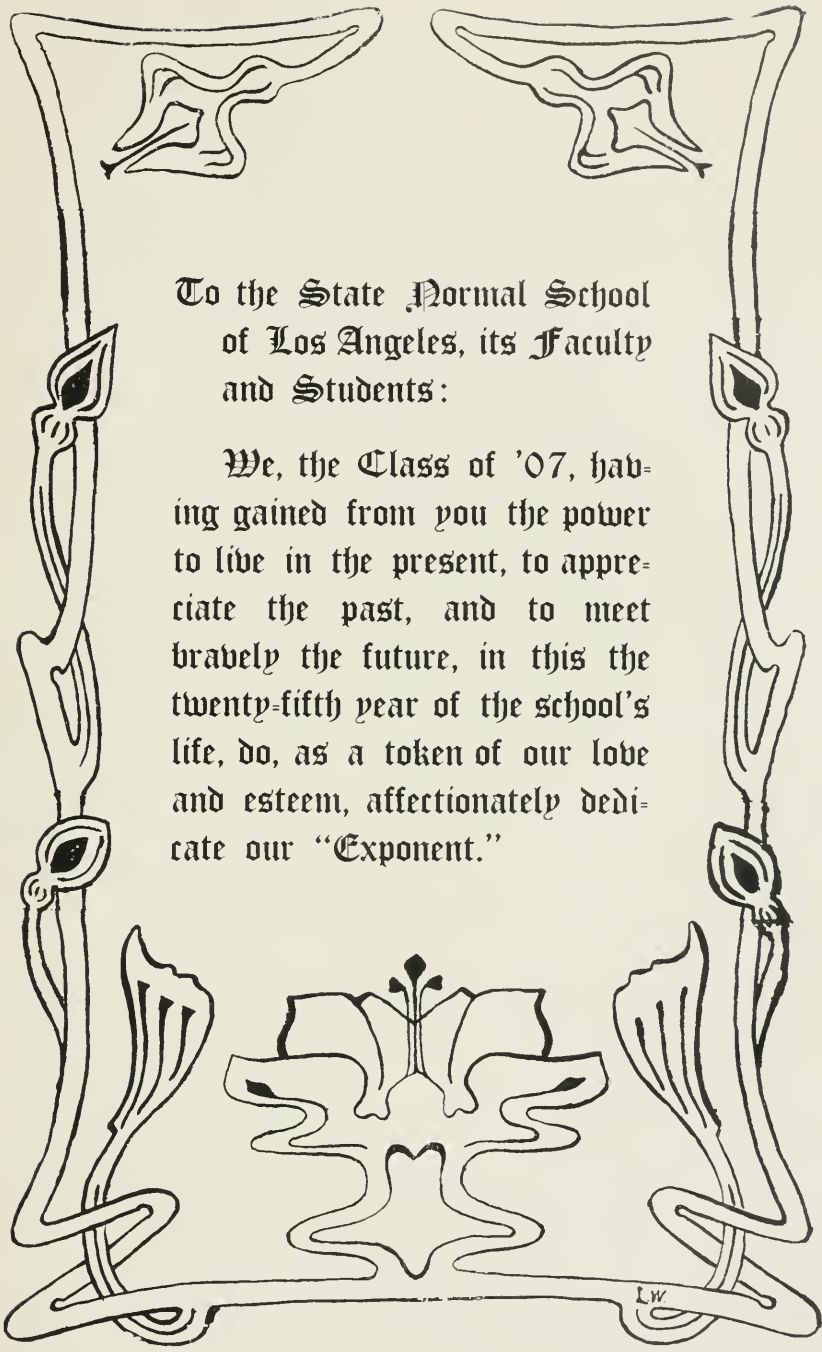 To the State Normal School
of Los Angeles, its Faculty
and Students:
We, the Class of '07, hav-
ing gained from you the power
to live in the present, to appre-
ciate the past, and to meet
bravely the future, in this the
twenty-fifth year of the school's
life, do, as a token of our love
and esteem, affectionately dedi-
cate our "Exponent."
L.W.